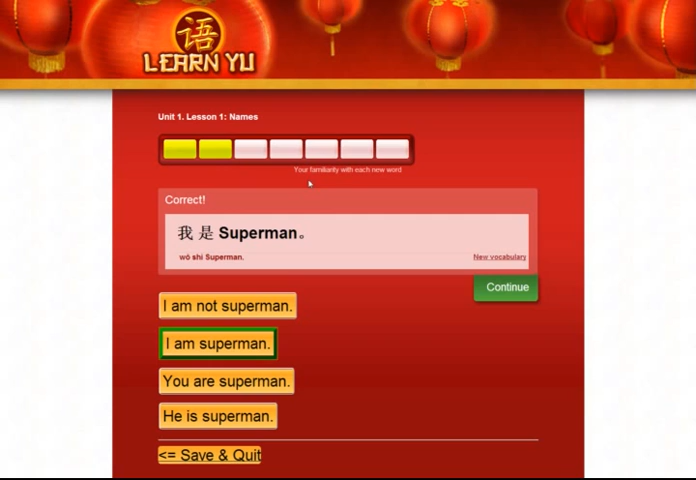 语
LEARN YU
Unit 1. Lesson 1: Names
Your familiarity with each new word
Correct!
我 是 Superman。
wǒ shì Superman.
New vocabulary
Continue
I am not superman.
I am superman.
You are superman.
He is superman.
<= Save & Quit